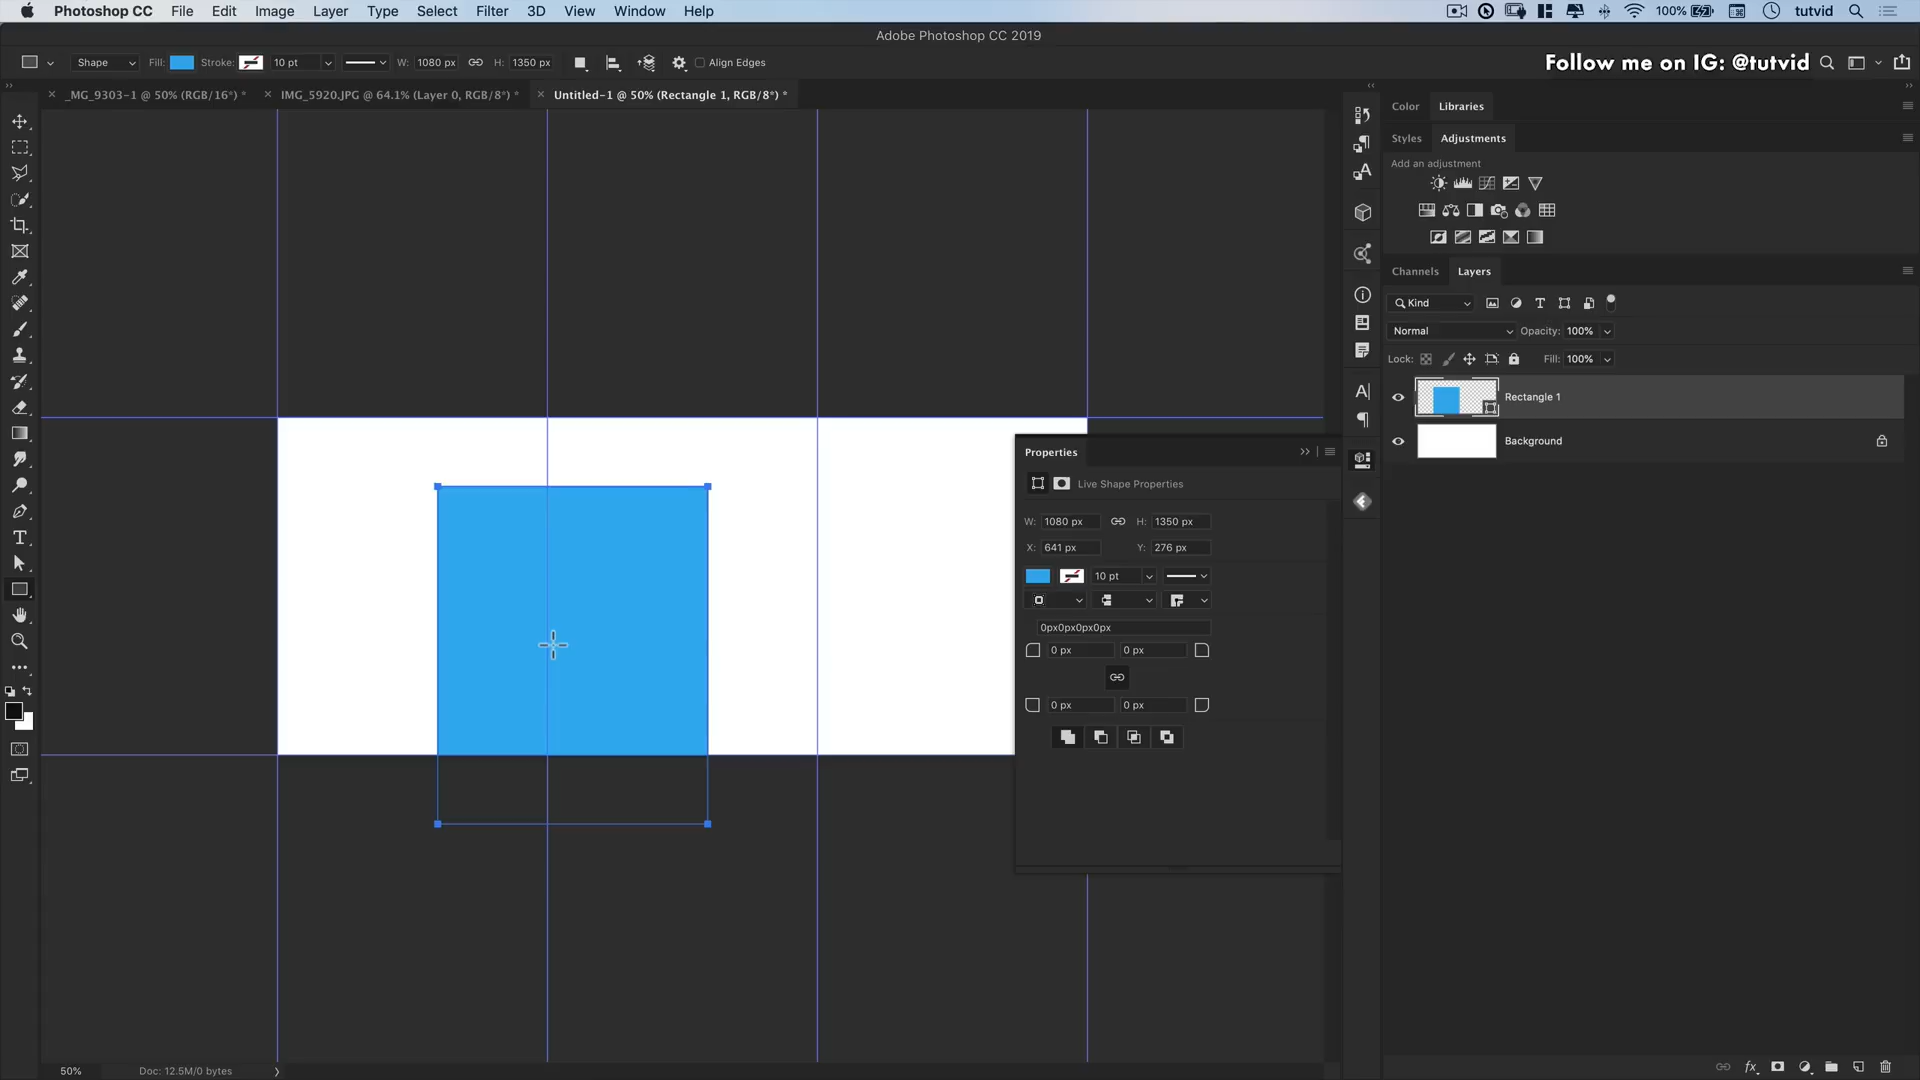 Photoshop CC File Edit Image Layer Type Select Filter 3D View Window Help 100% tutvid
Adobe Photoshop CC 2019
Shape Fill: Stroke: 10 pt W: 1080 px H: 1350 px Align Edges Follow me on IG: @tutvid
_MG_9303-1 @ 50% (RGB/16*) * IMG_5920.JPG @ 64.1% (Layer 0, RGB/8*) * Untitled-1 @ 50% (Rectangle 1, RGB/8*) *
Color Libraries
Styles Adjustments
Add an adjustment
Channels Layers
Kind
Normal Opacity: 100%
Lock: Fill: 100%
Rectangle 1
Background
Properties
Live Shape Properties
W: 1080 px H: 1350 px
X: 641 px Y: 276 px
10 pt
0px0px0px0px
0 px 0 px
0 px 0 px
50% Doc: 12.5M/0 bytes